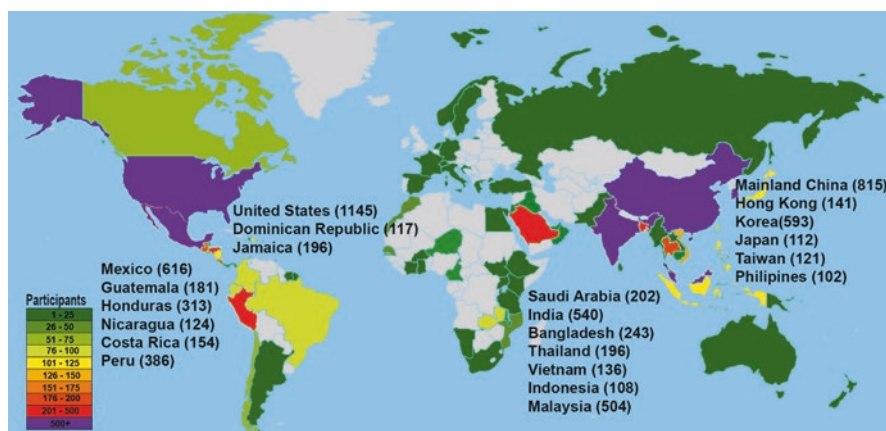 United States (1145)
Dominican Republic (117)
Jamaica (196)
Mexico (616)
Guatemala (181)
Honduras (313)
Nicaragua (124)
Costa Rica (154)
Peru (386)
Participants
1 - 25
26 - 50
51 - 75
76 - 100
101 - 125
126 - 150
151 - 175
176 - 200
201 - 500
500+
Saudi Arabia (202)
India (540)
Bangladesh (243)
Thailand (196)
Vietnam (136)
Indonesia (108)
Malaysia (504)
Mainland China (815)
Hong Kong (141)
Korea(593)
Japan (112)
Taiwan (121)
Philipines (102)